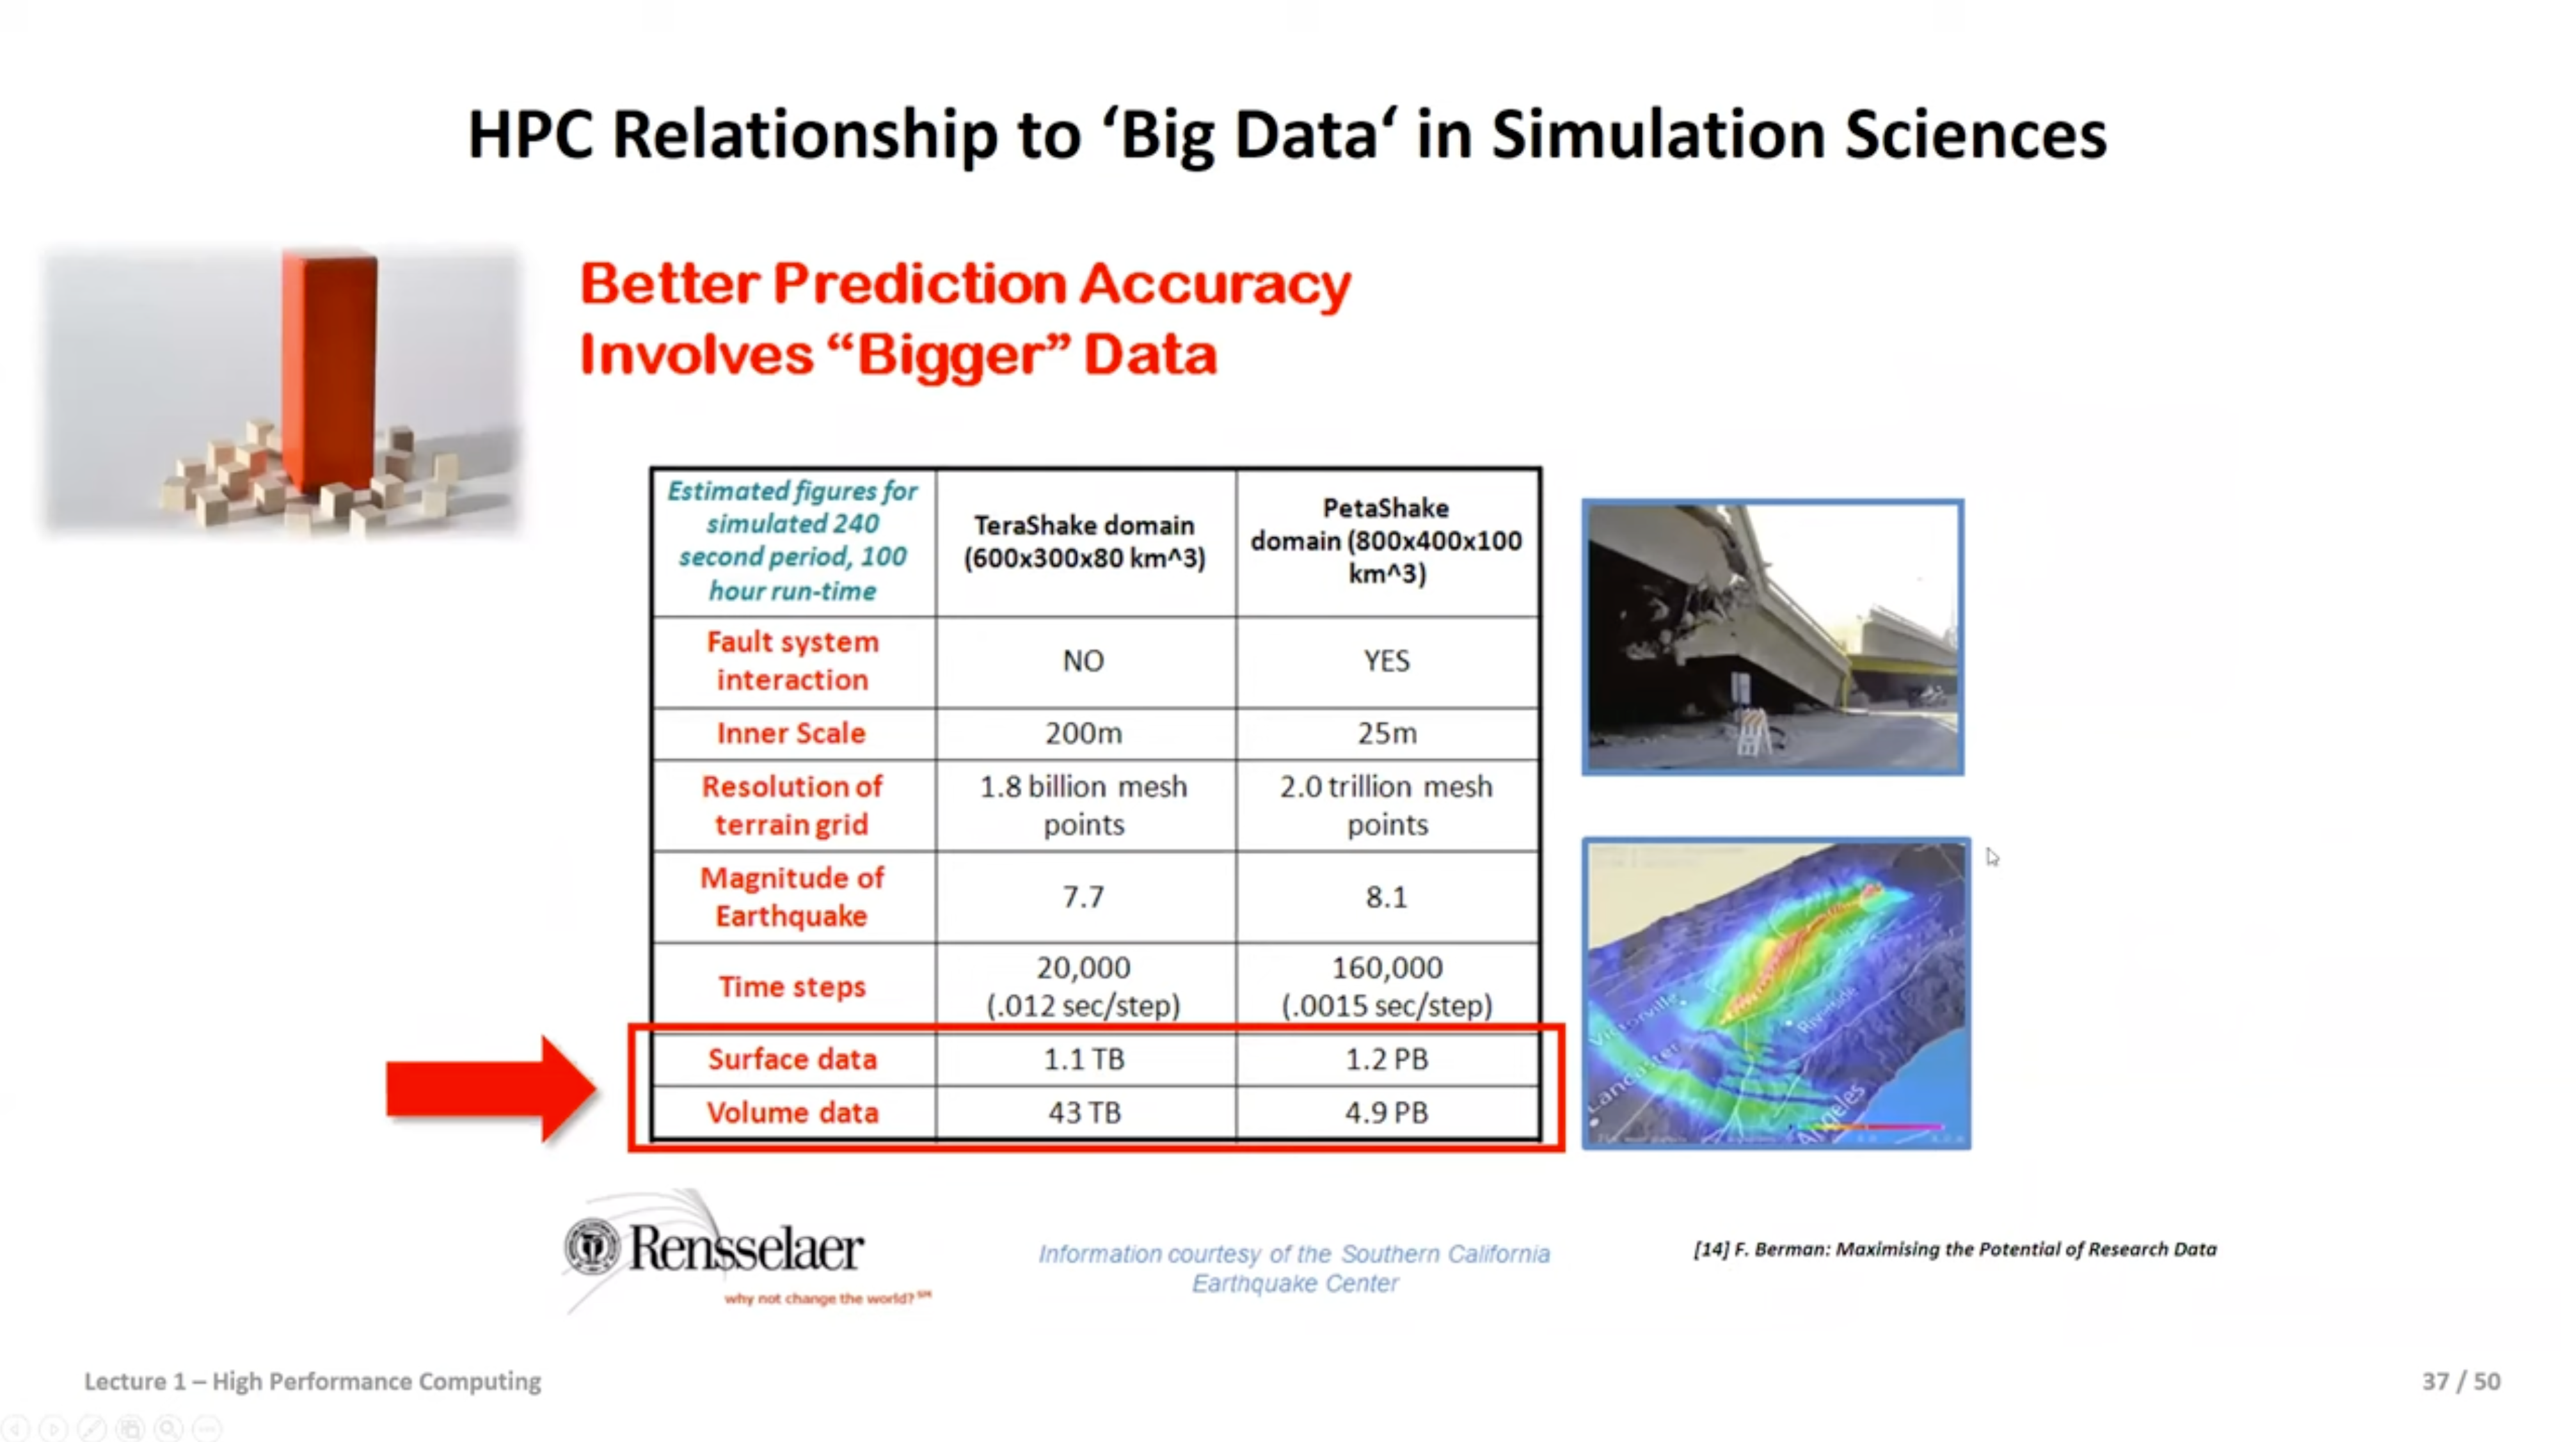 HPC Relationship to ‘Big Data‘ in Simulation Sciences
Better Prediction Accuracy
Involves “Bigger” Data
Estimated figures for
simulated 240
second period, 100
hour run-time
TeraShake domain
(600x300x80 km^3)
PetaShake
domain (800x400x100
km^3)
Fault system
interaction
NO
YES
Inner Scale
200m
25m
Resolution of
terrain grid
1.8 billion mesh
points
2.0 trillion mesh
points
Magnitude of
Earthquake
7.7
8.1
Time steps
20,000
(.012 sec/step)
160,000
(.0015 sec/step)
Surface data
1.1 TB
1.2 PB
Volume data
43 TB
4.9 PB
Victorville
Riverside
Lancaster
Angeles
Rensselaer
why not change the world?℠
Information courtesy of the Southern California
Earthquake Center
[14] F. Berman: Maximising the Potential of Research Data
Lecture 1 – High Performance Computing
37 / 50